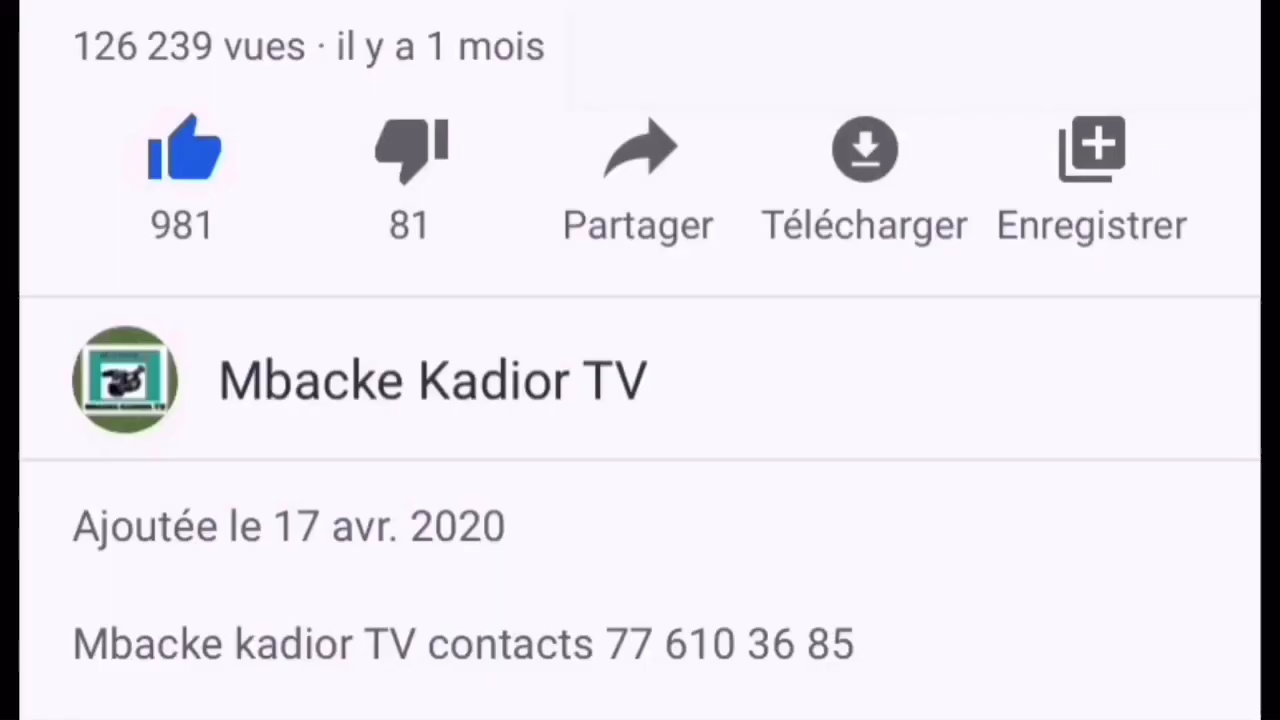 126 239 vues · il y a 1 mois
981 81 Partager Télécharger Enregistrer
Mbacke Kadior TV
Ajoutée le 17 avr. 2020
Mbacke kadior TV contacts 77 610 36 85